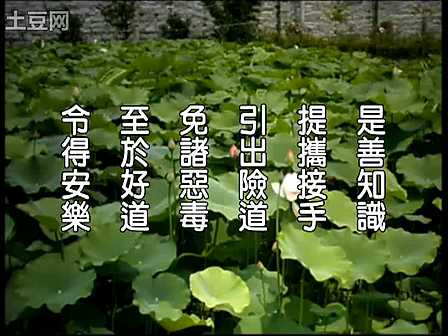 土豆网
是善知識
提攜接手
引出險道
免諸惡毒
至於好道
令得安樂